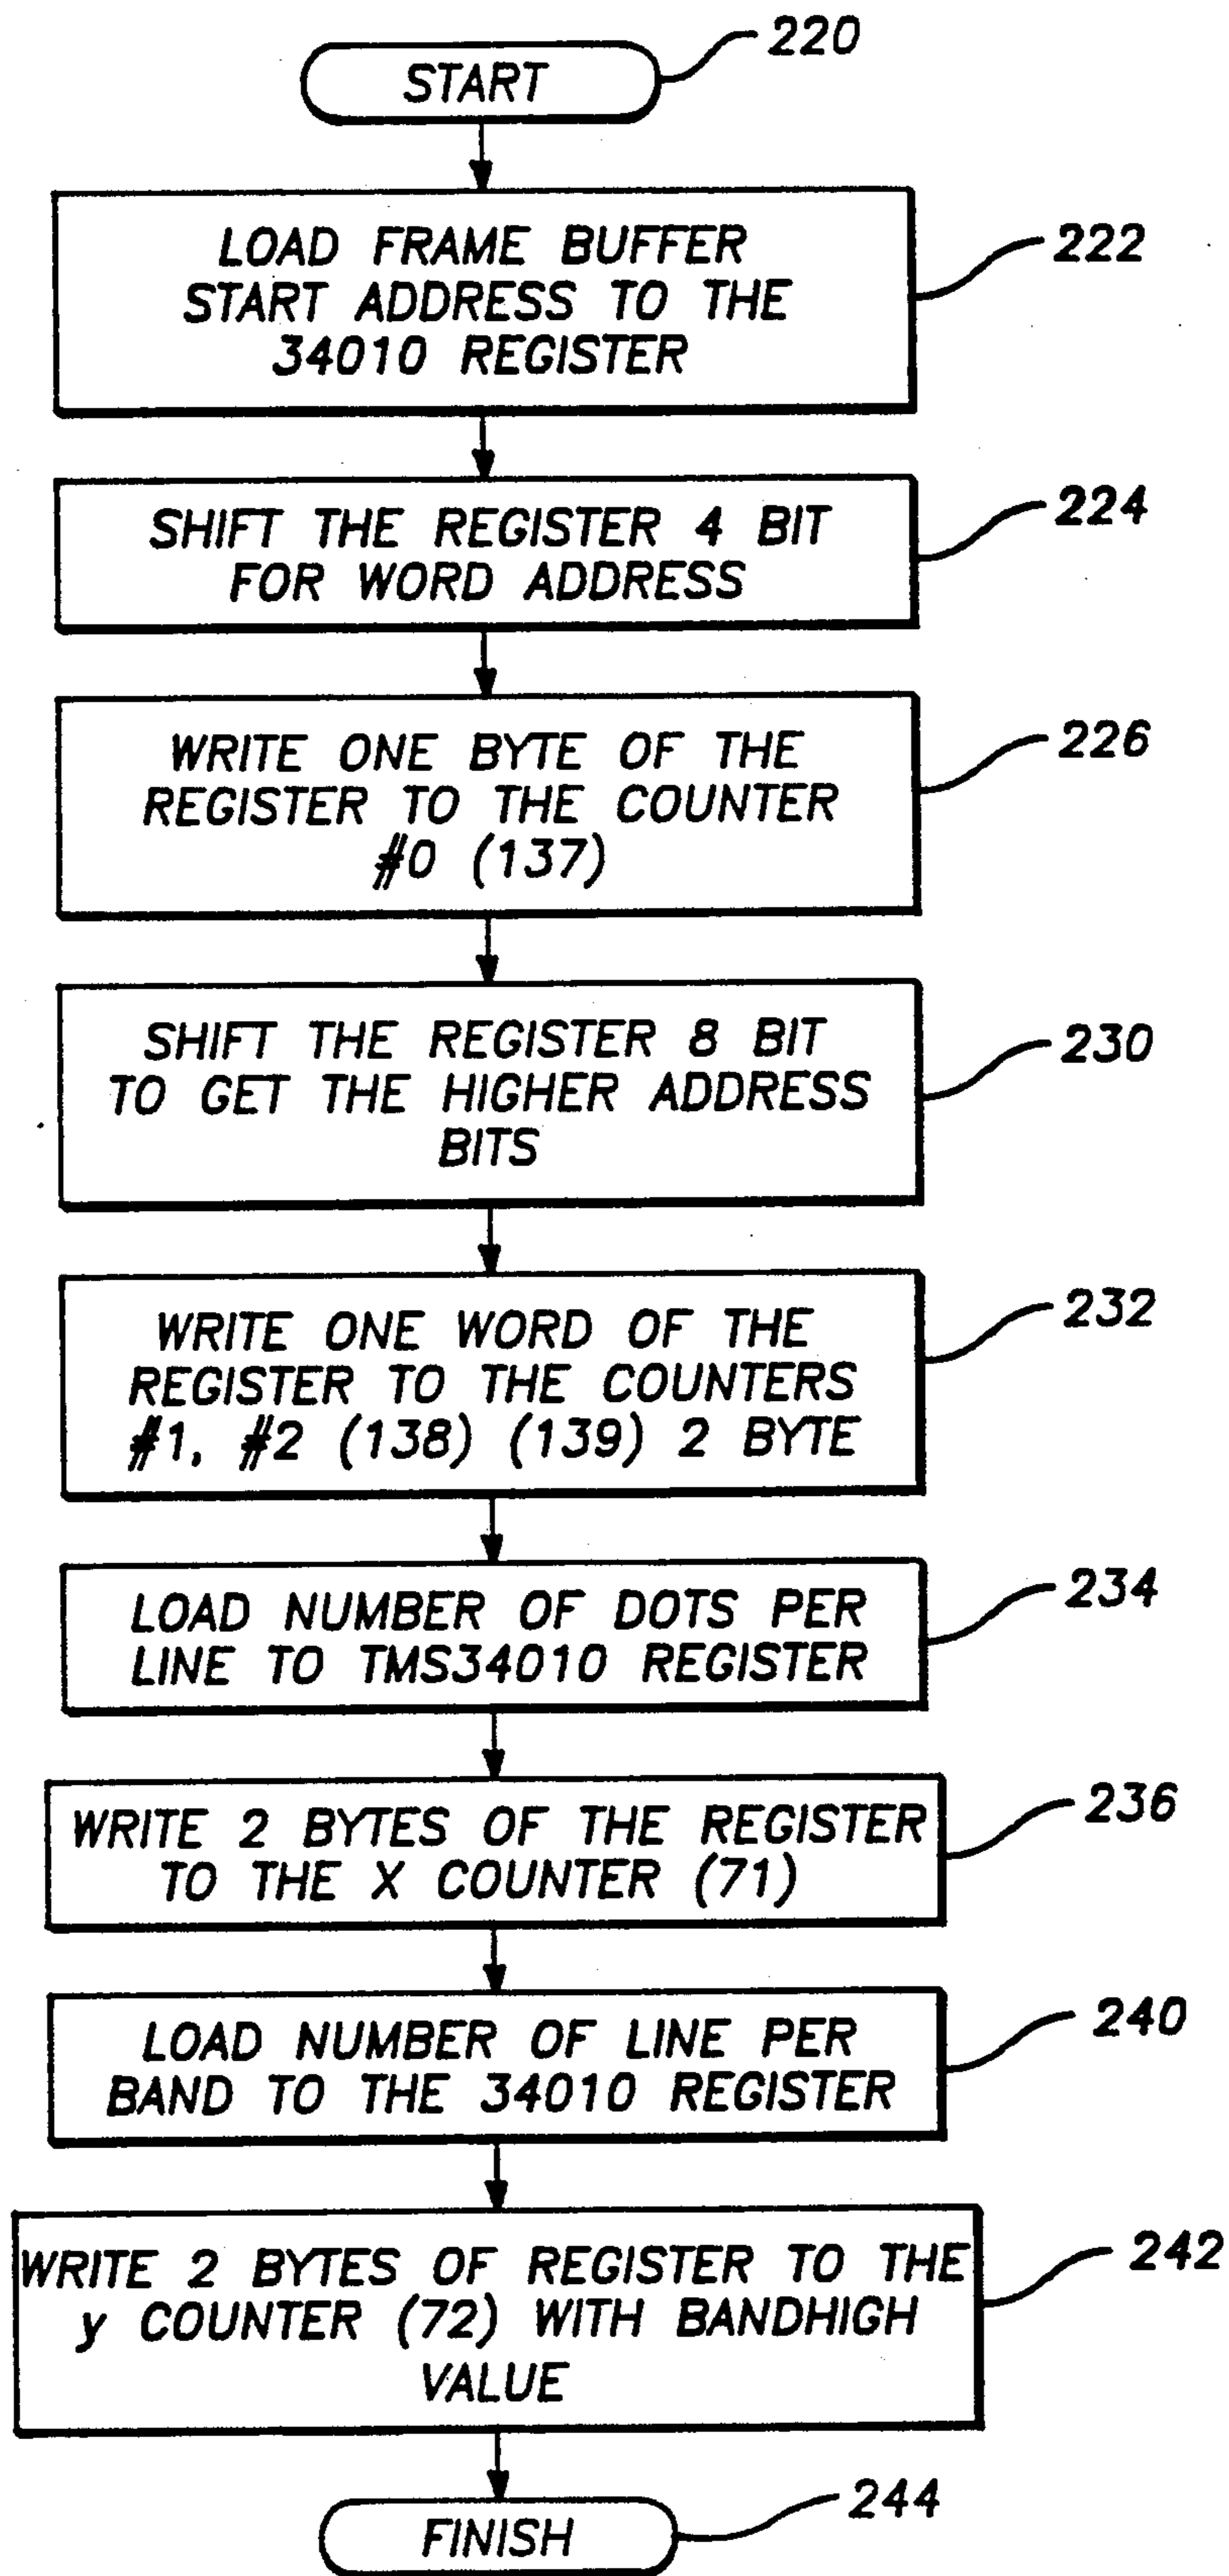 START
220
LOAD FRAME BUFFER
START ADDRESS TO THE
34010 REGISTER
222
SHIFT THE REGISTER 4 BIT
FOR WORD ADDRESS
224
WRITE ONE BYTE OF THE
REGISTER TO THE COUNTER
#0 (137)
226
SHIFT THE REGISTER 8 BIT
TO GET THE HIGHER ADDRESS
BITS
230
WRITE ONE WORD OF THE
REGISTER TO THE COUNTERS
#1, #2 (138) (139) 2 BYTE
232
LOAD NUMBER OF DOTS PER
LINE TO TMS34010 REGISTER
234
WRITE 2 BYTES OF THE REGISTER
TO THE X COUNTER (71)
236
LOAD NUMBER OF LINE PER
BAND TO THE 34010 REGISTER
240
WRITE 2 BYTES OF REGISTER TO THE
y COUNTER (72) WITH BANDHIGH
VALUE
242
FINISH
244